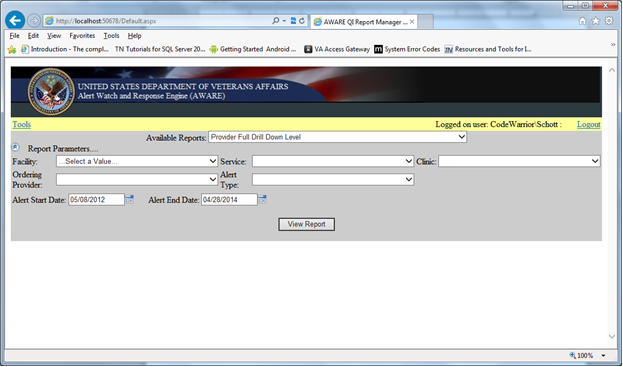 http://localhost:50678/Default.aspx
AWARE QI Report Manager ...
File Edit View Favorites Tools Help
Introduction - The compl... TN Tutorials for SQL Server 20... Getting Started Android ... VA Access Gateway System Error Codes Resources and Tools for I...
UNITED STATES DEPARTMENT OF VETERANS AFFAIRS
Alert Watch and Response Engine (AWARE)
Tools Logged on user: CodeWarrior\Schott : Logout
Available Reports: Provider Full Drill Down Level
Report Parameters....
Facility: ...Select a Value... Service: Clinic:
Ordering Provider: Alert Type:
Alert Start Date: 05/08/2012 Alert End Date: 04/28/2014
View Report
100%